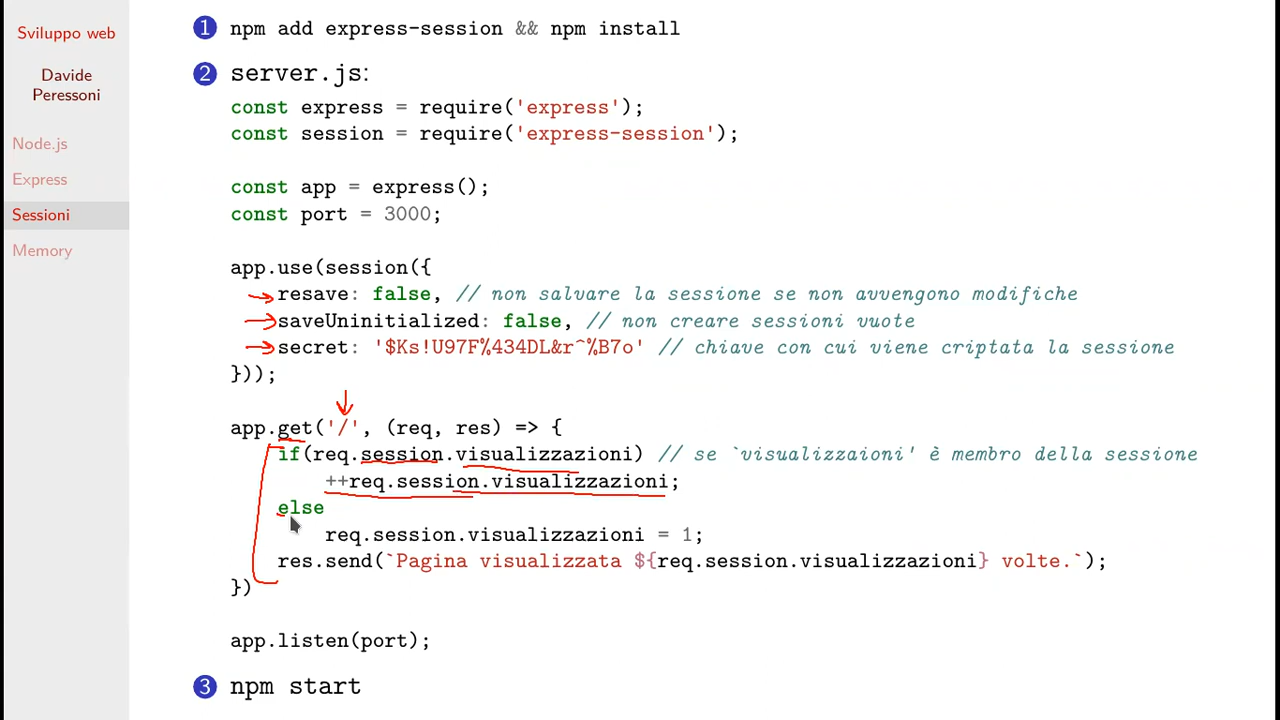 Sviluppo web
Davide
Peressoni
Node.js
Express
Sessioni
Memory
1 npm add express-session && npm install
2 server.js:
const express = require('express');
const session = require('express-session');
const app = express();
const port = 3000;
app.use(session({
resave: false, // non salvare la sessione se non avvengono modifiche
saveUninitialized: false, // non creare sessioni vuote
secret: '$Ks!U97F%434DL&r^%B7o' // chiave con cui viene criptata la sessione
}));
app.get('/', (req, res) => {
if(req.session.visualizzazioni) // se `visualizzaioni' è membro della sessione
++req.session.visualizzazioni;
else
req.session.visualizzazioni = 1;
res.send(`Pagina visualizzata ${req.session.visualizzazioni} volte.`);
})
app.listen(port);
3 npm start